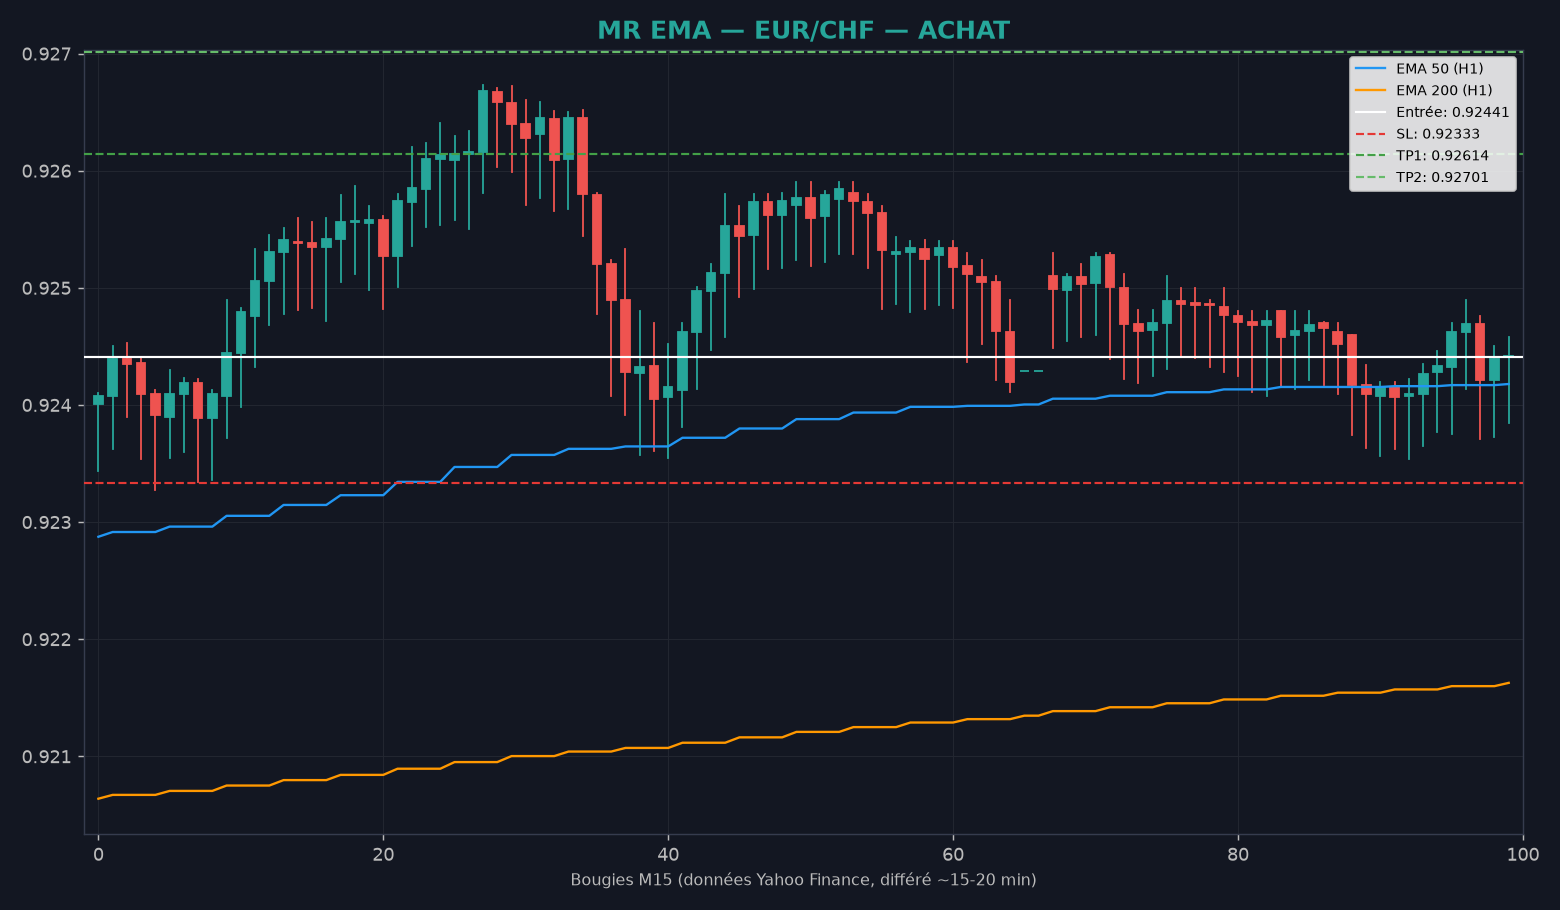 MR EMA — EUR/CHF — ACHAT
EMA 50 (H1)
EMA 200 (H1)
Entrée: 0.92441
SL: 0.92333
TP1: 0.92614
TP2: 0.92701
0.927
0.926
0.925
0.924
0.923
0.922
0.921
0 20 40 60 80 100
Bougies M15 (données Yahoo Finance, différé ~15-20 min)